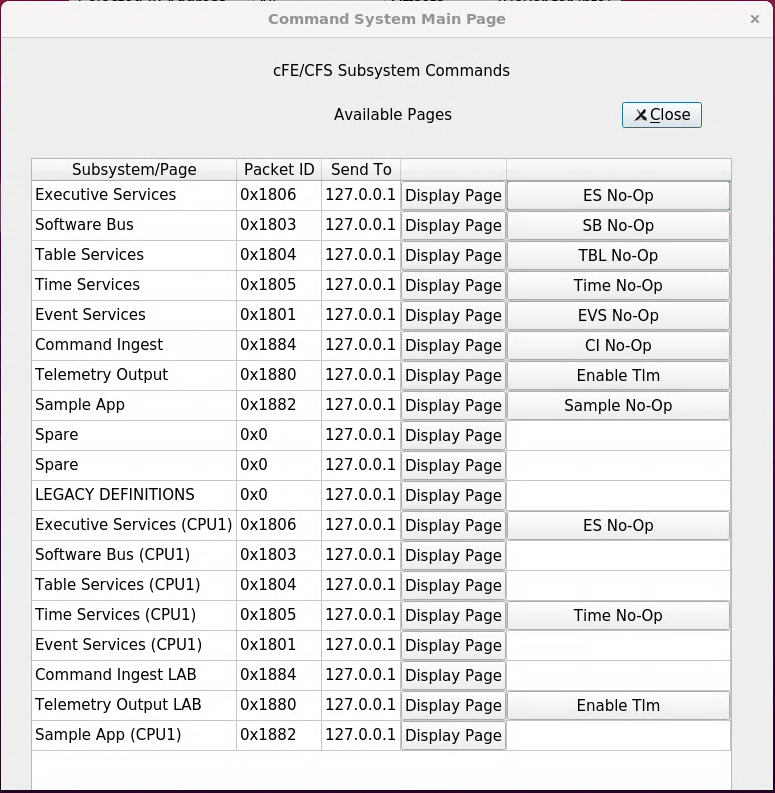 Command System Main Page
cFE/CFS Subsystem Commands
Available Pages Close
Subsystem/Page Packet ID Send To
Executive Services 0x1806 127.0.0.1 Display Page ES No-Op
Software Bus 0x1803 127.0.0.1 Display Page SB No-Op
Table Services 0x1804 127.0.0.1 Display Page TBL No-Op
Time Services 0x1805 127.0.0.1 Display Page Time No-Op
Event Services 0x1801 127.0.0.1 Display Page EVS No-Op
Command Ingest 0x1884 127.0.0.1 Display Page CI No-Op
Telemetry Output 0x1880 127.0.0.1 Display Page Enable Tlm
Sample App 0x1882 127.0.0.1 Display Page Sample No-Op
Spare 0x0 127.0.0.1 Display Page
Spare 0x0 127.0.0.1 Display Page
LEGACY DEFINITIONS 0x0 127.0.0.1 Display Page
Executive Services (CPU1) 0x1806 127.0.0.1 Display Page ES No-Op
Software Bus (CPU1) 0x1803 127.0.0.1 Display Page
Table Services (CPU1) 0x1804 127.0.0.1 Display Page
Time Services (CPU1) 0x1805 127.0.0.1 Display Page Time No-Op
Event Services (CPU1) 0x1801 127.0.0.1 Display Page
Command Ingest LAB 0x1884 127.0.0.1 Display Page
Telemetry Output LAB 0x1880 127.0.0.1 Display Page Enable Tlm
Sample App (CPU1) 0x1882 127.0.0.1 Display Page